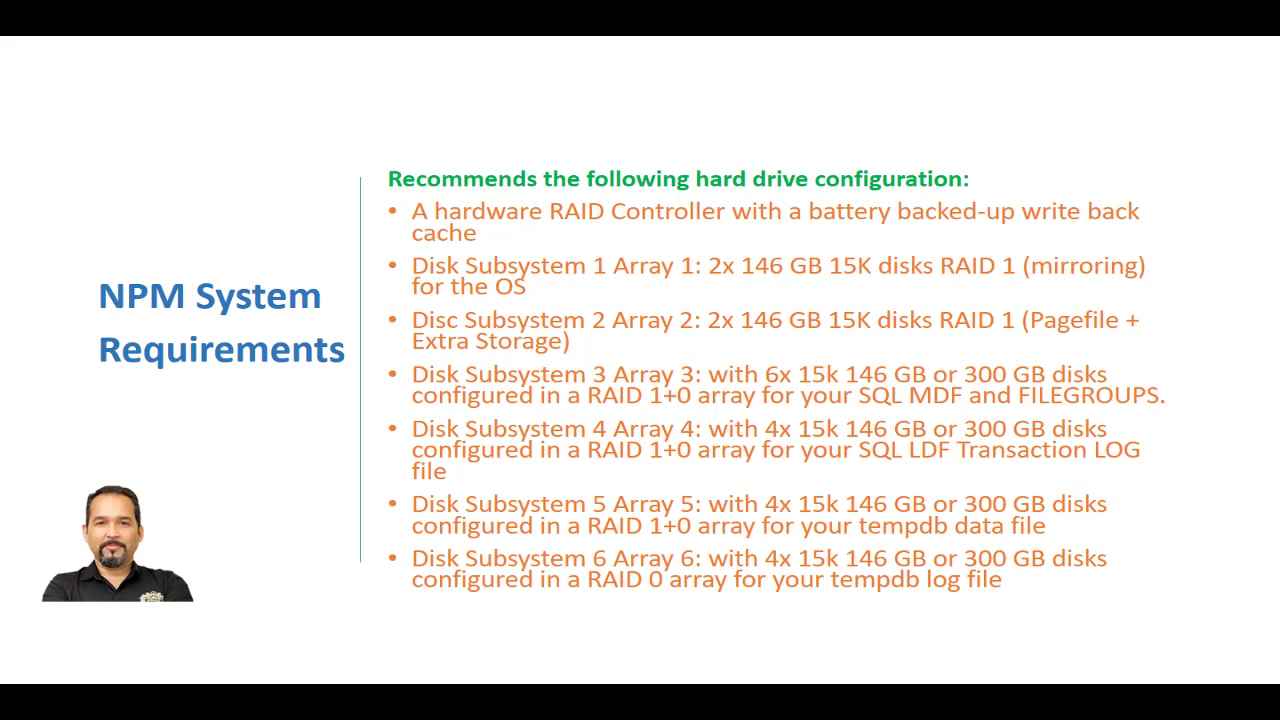 NPM System
Requirements
Recommends the following hard drive configuration:
• A hardware RAID Controller with a battery backed-up write back
cache
• Disk Subsystem 1 Array 1: 2x 146 GB 15K disks RAID 1 (mirroring)
for the OS
• Disc Subsystem 2 Array 2: 2x 146 GB 15K disks RAID 1 (Pagefile +
Extra Storage)
• Disk Subsystem 3 Array 3: with 6x 15k 146 GB or 300 GB disks
configured in a RAID 1+0 array for your SQL MDF and FILEGROUPS.
• Disk Subsystem 4 Array 4: with 4x 15k 146 GB or 300 GB disks
configured in a RAID 1+0 array for your SQL LDF Transaction LOG
file
• Disk Subsystem 5 Array 5: with 4x 15k 146 GB or 300 GB disks
configured in a RAID 1+0 array for your tempdb data file
• Disk Subsystem 6 Array 6: with 4x 15k 146 GB or 300 GB disks
configured in a RAID 0 array for your tempdb log file